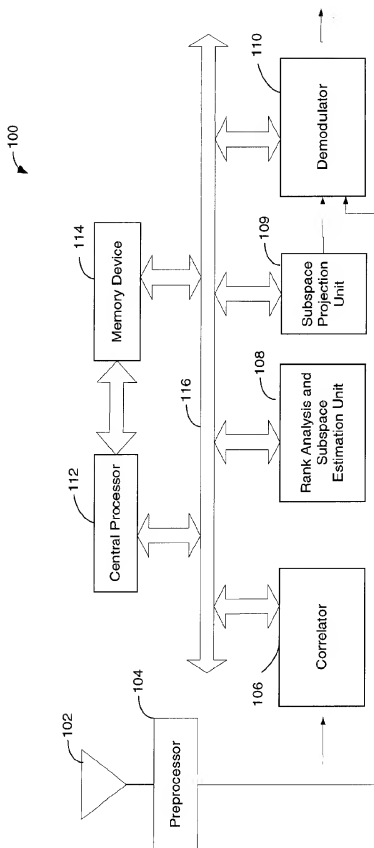 100
102
104
Preprocessor
112
Central Processor
114
Memory Device
116
106
Correlator
108
Rank Analysis and
Subspace
Estimation Unit
109
Subspace
Projection
Unit
110
Demodulator